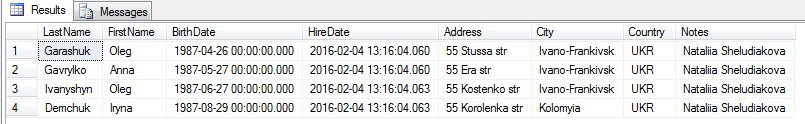 Results Messages
LastName FirstName BirthDate HireDate Address City Country Notes
1 Garashuk Oleg 1987-04-26 00:00:00.000 2016-02-04 13:16:04.060 55 Stussa str Ivano-Frankivsk UKR Nataliia Sheludiakova
2 Gavrylko Anna 1987-05-27 00:00:00.000 2016-02-04 13:16:04.060 55 Era str Ivano-Frankivsk UKR Nataliia Sheludiakova
3 Ivanyshyn Oleg 1987-06-27 00:00:00.000 2016-02-04 13:16:04.063 55 Kostenko str Ivano-Frankivsk UKR Nataliia Sheludiakova
4 Demchuk Iryna 1987-08-29 00:00:00.000 2016-02-04 13:16:04.063 55 Korolenka str Kolomyia UKR Nataliia Sheludiakova